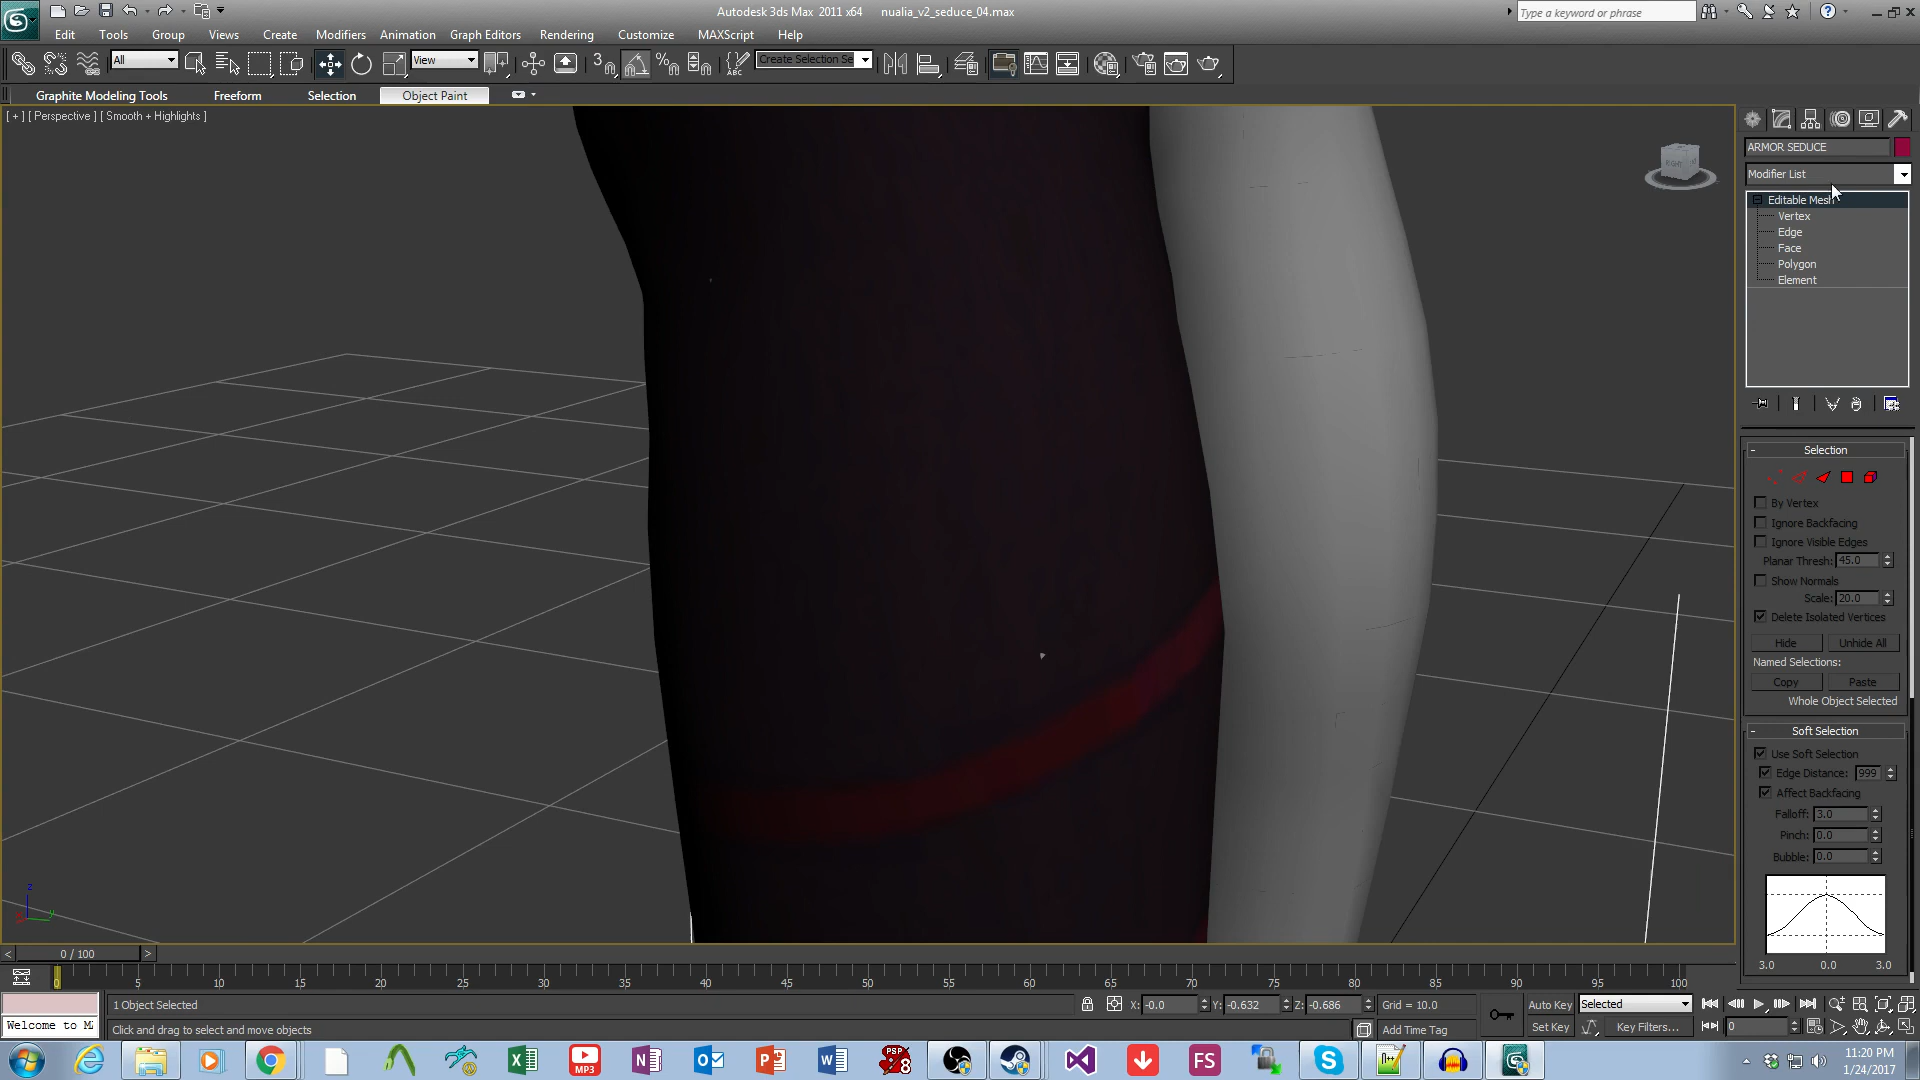 Autodesk 3ds Max 2011 x64 nualia_v2_seduce_04.max
Type a keyword or phrase
Edit Tools Group Views Create Modifiers Animation Graph Editors Rendering Customize MAXScript Help
All View Create Selection Se
Graphite Modeling Tools Freeform Selection Object Paint
[ + ] [ Perspective ] [ Smooth + Highlights ]
ARMOR SEDUCE
Modifier List
Editable Mesh
Vertex
Edge
Face
Polygon
Element
- Selection
By Vertex
Ignore Backfacing
Ignore Visible Edges
Planar Thresh: 45.0
Show Normals
Scale: 20.0
Delete Isolated Vertices
Hide Unhide All
Named Selections:
Copy Paste
Whole Object Selected
- Soft Selection
Use Soft Selection
Edge Distance: 999
Affect Backfacing
Falloff: 3.0
Pinch: 0.0
Bubble: 0.0
3.0 0.0 3.0
z
y
< 0 / 100 >
0 5 10 15 20 25 30 35 40 45 50 55 60 65 70 75 80 85 90 95 100
1 Object Selected X: -0.0 Y: -0.632 Z: -0.686 Grid = 10.0 Auto Key Selected
Welcome to M Click and drag to select and move objects Add Time Tag Set Key Key Filters... 0
MP3 PSP 8 FS
11:20 PM
1/24/2017